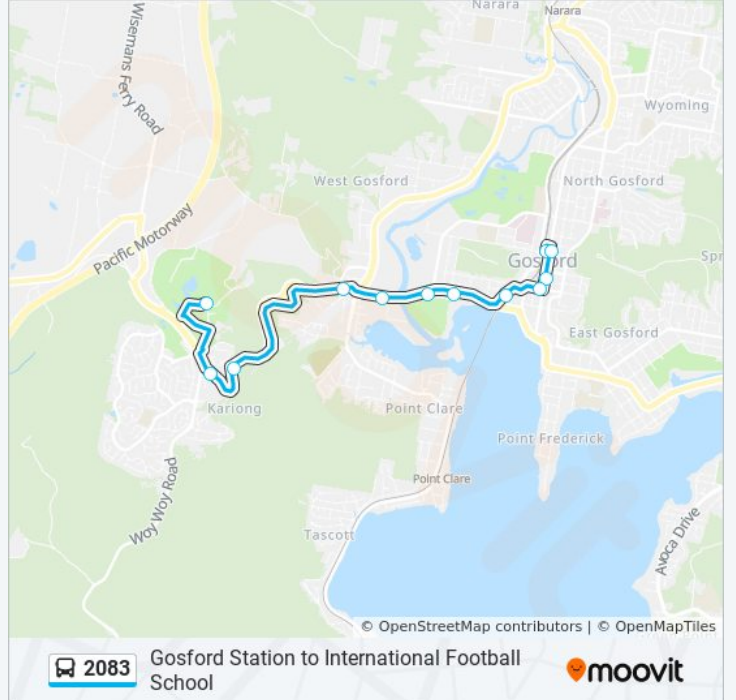 Narara
Narara
Wisemans Ferry Road
Wyoming
West Gosford
North Gosford
Pacific Motorway
Gosford
Spr
East Gosford
Kariong
Point Clare
Point Frederick
Point Clare
Woy Woy Road
Tascott
Avoca Drive
© OpenStreetMap contributors | © OpenMapTiles
2083
Gosford Station to International Football
School
moovit